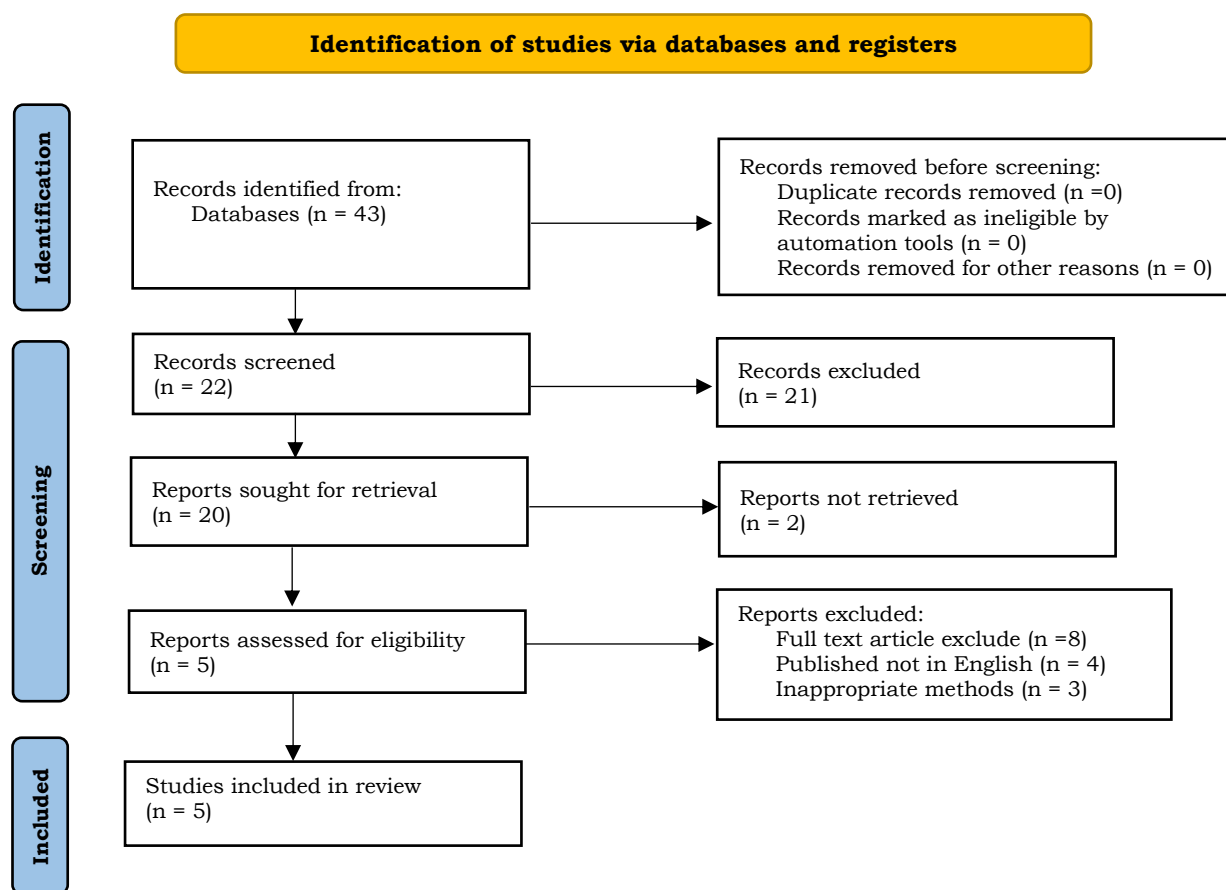 Identification of studies via databases and registers
Identification
Records identified from:
Databases (n = 43)
Records removed before screening:
Duplicate records removed (n =0)
Records marked as ineligible by
automation tools (n = 0)
Records removed for other reasons (n = 0)
Screening
Records screened
(n = 22)
Records excluded
(n = 21)
Reports sought for retrieval
(n = 20)
Reports not retrieved
(n = 2)
Reports assessed for eligibility
(n = 5)
Reports excluded:
Full text article exclude (n =8)
Published not in English (n = 4)
Inappropriate methods (n = 3)
Included
Studies included in review
(n = 5)